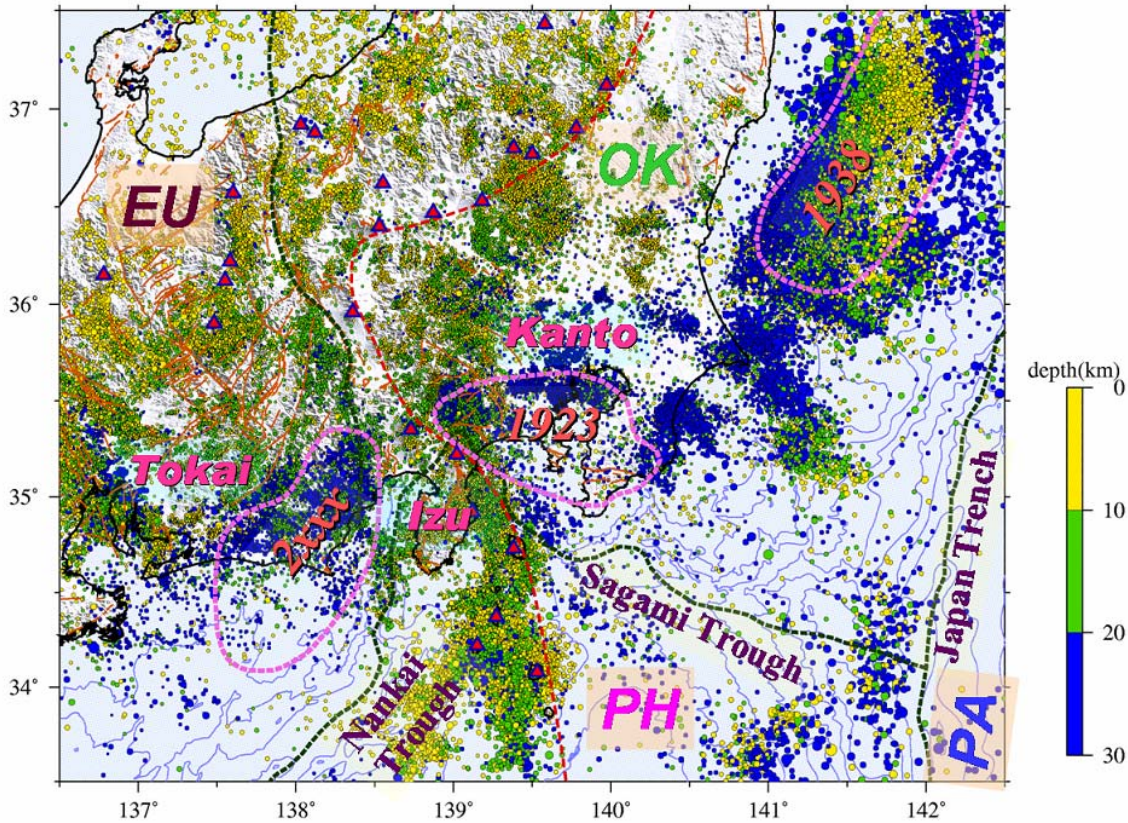 37°
36°
35°
34°
EU
OK
1938
Kanto
1923
Tokai
2xxx
Izu
Sagami Trough
Nankai
Trough
Japan Trench
PH
PA
depth(km)
0
10
20
30
137°
138°
139°
140°
141°
142°